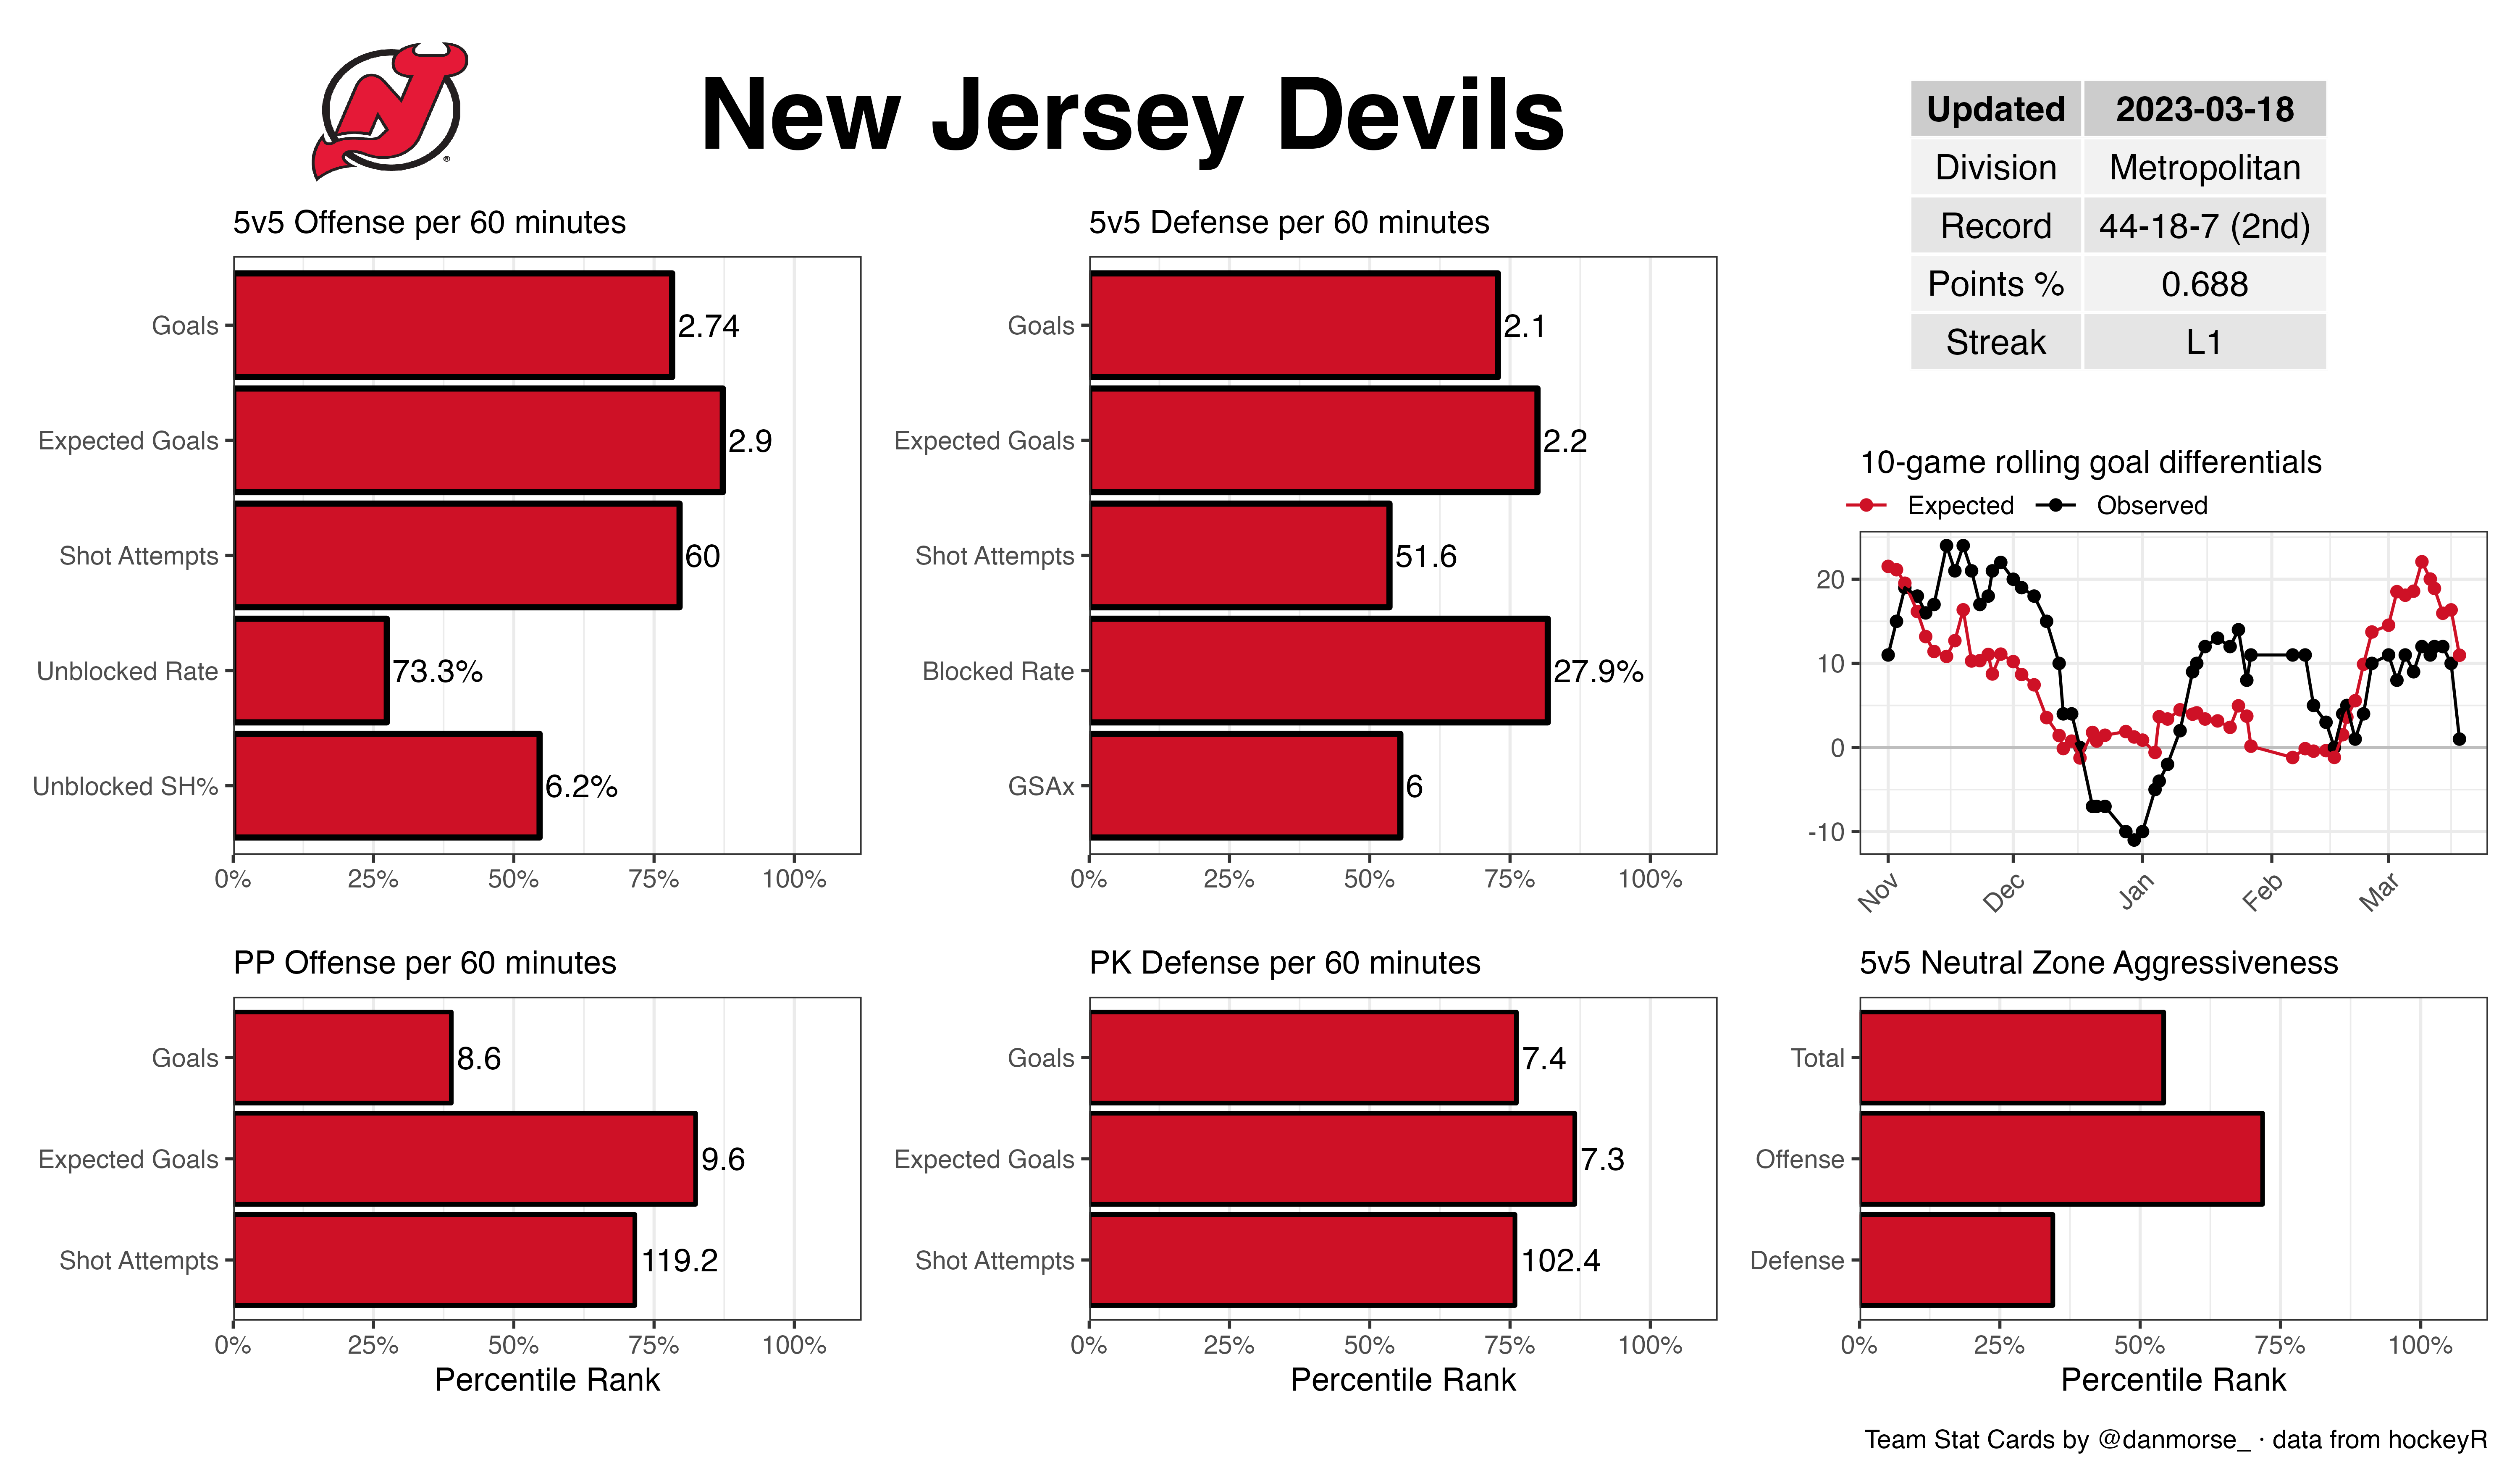 New Jersey Devils
Updated 2023-03-18
Division Metropolitan
Record 44-18-7 (2nd)
Points % 0.688
Streak L1
5v5 Offense per 60 minutes
Goals 2.74
Expected Goals 2.9
Shot Attempts 60
Unblocked Rate 73.3%
Unblocked SH% 6.2%
0% 25% 50% 75% 100%
5v5 Defense per 60 minutes
Goals 2.1
Expected Goals 2.2
Shot Attempts 51.6
Blocked Rate 27.9%
GSAx 6
0% 25% 50% 75% 100%
10-game rolling goal differentials
Expected Observed
20
10
0
-10
Nov Dec Jan Feb Mar
PP Offense per 60 minutes
Goals 8.6
Expected Goals 9.6
Shot Attempts 119.2
0% 25% 50% 75% 100%
Percentile Rank
PK Defense per 60 minutes
Goals 7.4
Expected Goals 7.3
Shot Attempts 102.4
0% 25% 50% 75% 100%
Percentile Rank
5v5 Neutral Zone Aggressiveness
Total
Offense
Defense
0% 25% 50% 75% 100%
Percentile Rank
Team Stat Cards by @danmorse_ · data from hockeyR